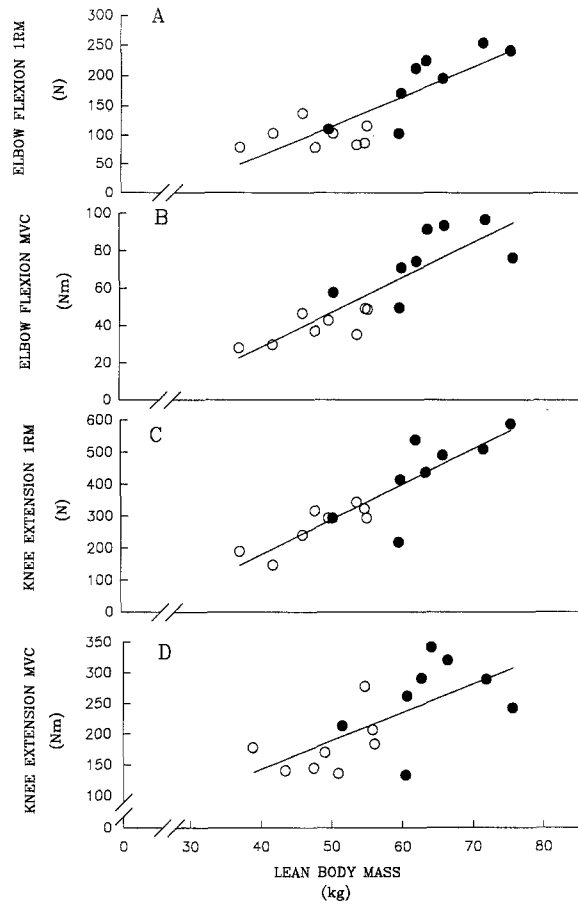 A
ELBOW FLEXION 1RM
(N)
300
250
200
150
100
50
0
B
ELBOW FLEXION MVC
(Nm)
100
80
60
40
20
0
C
KNEE EXTENSION 1RM
(N)
600
500
400
300
200
100
0
D
KNEE EXTENSION MVC
(Nm)
350
300
250
200
150
100
0
0 30 40 50 60 70 80
LEAN BODY MASS
(kg)